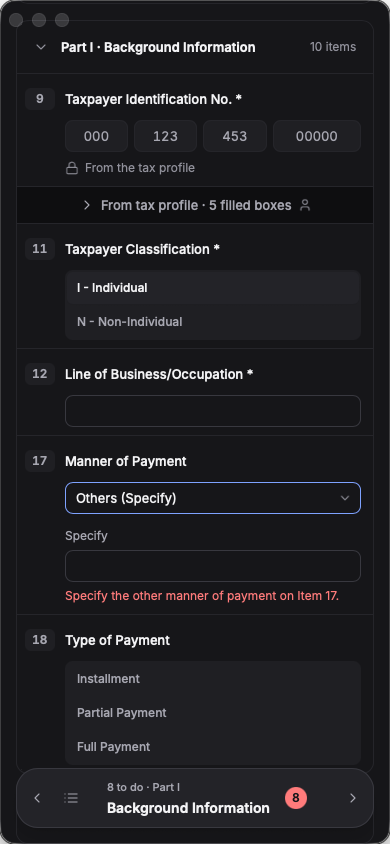 Part I · Background Information 10 items
9 Taxpayer Identification No. *
000 123 453 00000
From the tax profile
From tax profile · 5 filled boxes
11 Taxpayer Classification *
I - Individual
N - Non-Individual
12 Line of Business/Occupation *
17 Manner of Payment
Others (Specify)
Specify
Specify the other manner of payment on Item 17.
18 Type of Payment
Installment
Partial Payment
Full Payment
8 to do · Part I
Background Information 8